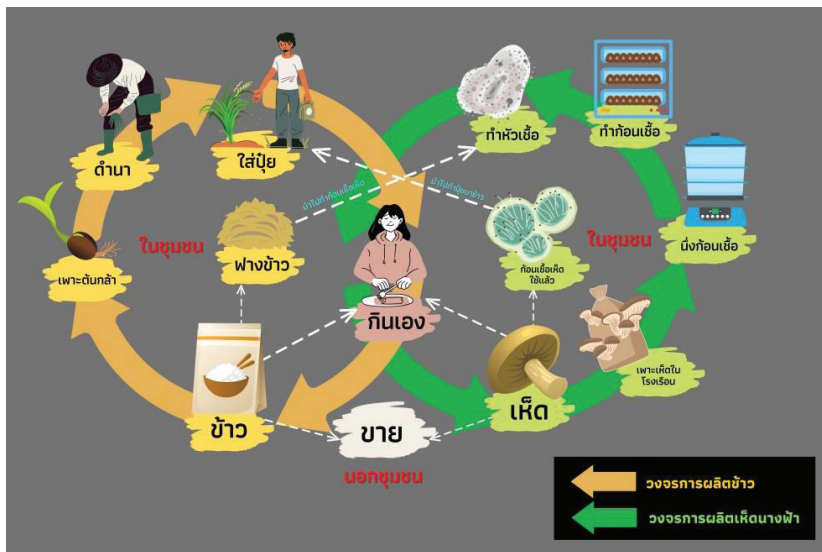 ดำนา
ใส่ปุ๋ย
ทำหัวเชื้อ
ทำก้อนเชื้อ
นำไปทำก้อนเชื้อเห็ด
นำไปทำปุ๋ยนาข้าว
เพาะต้นกล้า
ในชุมชน
ฟางข้าว
กินเอง
ก้อนเชื้อเห็ด
ใช้แล้ว
ในชุมชน
นึ่งก้อนเชื้อ
เพาะเห็ดใน
โรงเรือน
ข้าว
ขาย
เห็ด
นอกชุมชน
วงจรการผลิตข้าว
วงจรการผลิตเห็ดนางฟ้า